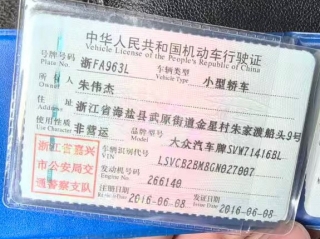 中华人民共和国机动车行驶证
Vehicle License of the People's Republic of China
号牌号码 浙FA963L 车辆类型 小型轿车
Plate No. Vehicle Type
所有人 朱伟杰
Owner
住址 浙江省海盐县武原街道金星村朱家渡船头9号
Address
使用性质 非营运 品牌型号 大众汽车牌SVW71416BL
Use Character Model
浙江省嘉兴 车辆识别代号 LSVCB2BM8GN027007
VIN
市公安局交 发动机号码 266140
Engine No.
通警察支队 注册日期 2016-06-08 发证日期 2016-06-08
Register Date Issue Date